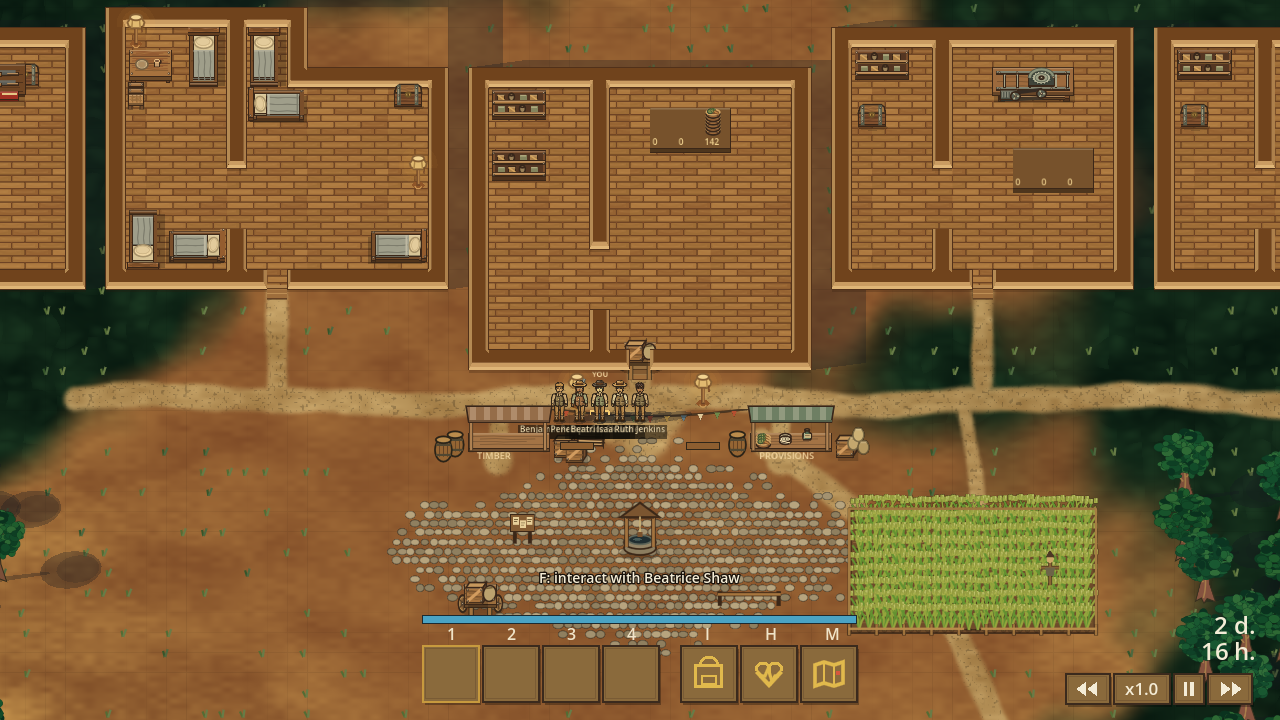 0 0 142
0 0 0
YOU
Benja Pene Beatri Isaa Ruth Jenkins
TIMBER
PROVISIONS
F: interact with Beatrice Shaw
1 2 3 4 I H M
2 d.
16 h.
x1.0